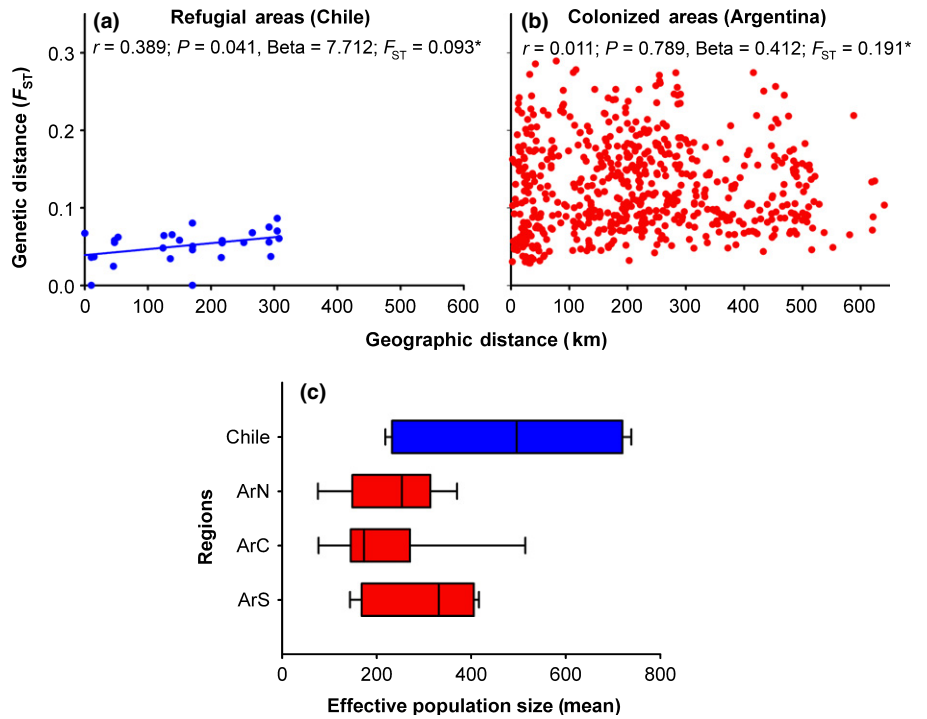 (a) Refugial areas (Chile)
r = 0.389; P = 0.041, Beta = 7.712; FST = 0.093*
(b) Colonized areas (Argentina)
r = 0.011; P = 0.789, Beta = 0.412; FST = 0.191*
Genetic distance (FST)
0.3
0.2
0.1
0.0
0 100 200 300 400 500 600
0 100 200 300 400 500 600
Geographic distance (km)
(c)
Regions
Chile
ArN
ArC
ArS
0 200 400 600 800
Effective population size (mean)